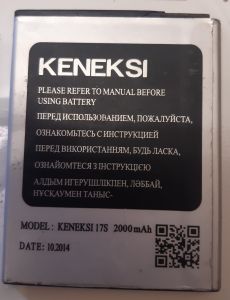 KENEKSI
PLEASE REFER TO MANUAL BEFORE
USING BATTERY
ПЕРЕД ИСПОЛЬЗОВАНИЕМ, ПОЖАЛУЙСТА,
ОЗНАКОМЬТЕСЬ С ИНСТРУКЦИЕЙ
ПЕРЕД ВИКОРИСТАННЯМ, БУДЬ ЛАСКА,
ОЗНАЙОМТЕСЯ З ІНСТРУКЦІЄЮ
АЛДЫМ ИГЕРУШІЛІКПЕН, ЛӘББАЙ,
НҰСҚАУМЕН ТАНЫС-
MODEL: KENEKSI 17S 2000mAh
DATE: 10.2014